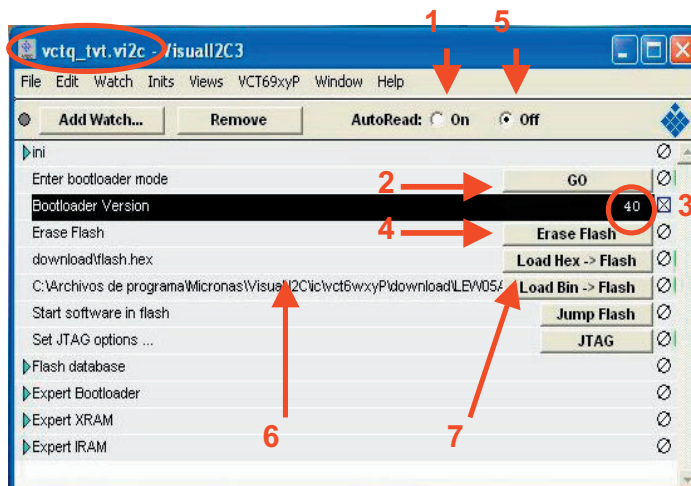 1 5
vctq_tvt.vi2c - VisualI2C3
File Edit Watch Inits Views VCT69xyP Window Help
Add Watch... Remove AutoRead: On Off
ini
Enter bootloader mode 2 GO
Bootloader Version 40 3
Erase Flash 4 Erase Flash
download\flash.hex Load Hex -> Flash
C:\Archivos de programa\Micronas\VisualI2C\ic\vct6wxyP\download\LEW05A Load Bin -> Flash
Start software in flash Jump Flash
Set JTAG options ... JTAG
Flash database
Expert Bootloader
Expert XRAM
6 7
Expert IRAM